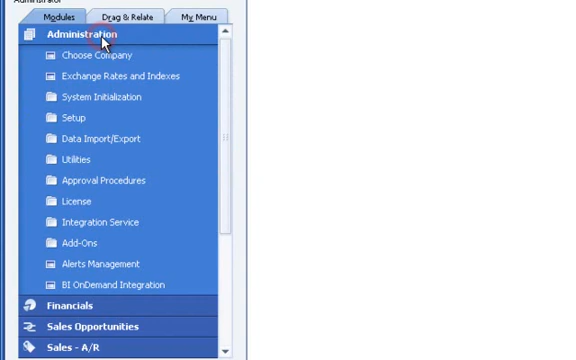 Administrator
Modules
Drag & Relate
My Menu
Administration
Choose Company
Exchange Rates and Indexes
System Initialization
Setup
Data Import/Export
Utilities
Approval Procedures
License
Integration Service
Add-Ons
Alerts Management
BI OnDemand Integration
Financials
Sales Opportunities
Sales - A/R